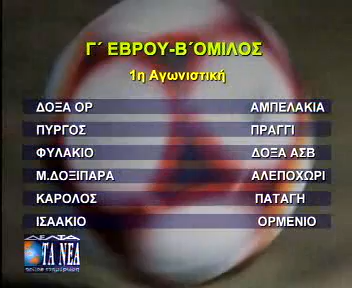 Γ΄ ΕΒΡΟΥ-Β΄ΟΜΙΛΟΣ
1η Αγωνιστική
ΔΟΞΑ ΟΡ ΑΜΠΕΛΑΚΙΑ
ΠΥΡΓΟΣ ΠΡΑΓΓΙ
ΦΥΛΑΚΙΟ ΔΟΞΑ ΑΣΒ
Μ.ΔΟΞΙΠΑΡΑ ΑΛΕΠΟΧΩΡΙ
ΚΑΡΟΛΟΣ ΠΑΤΑΓΗ
ΙΣΑΑΚΙΟ ΟΡΜΕΝΙΟ
ΔΕΛΤΑ
ΤΑ ΝΕΑ